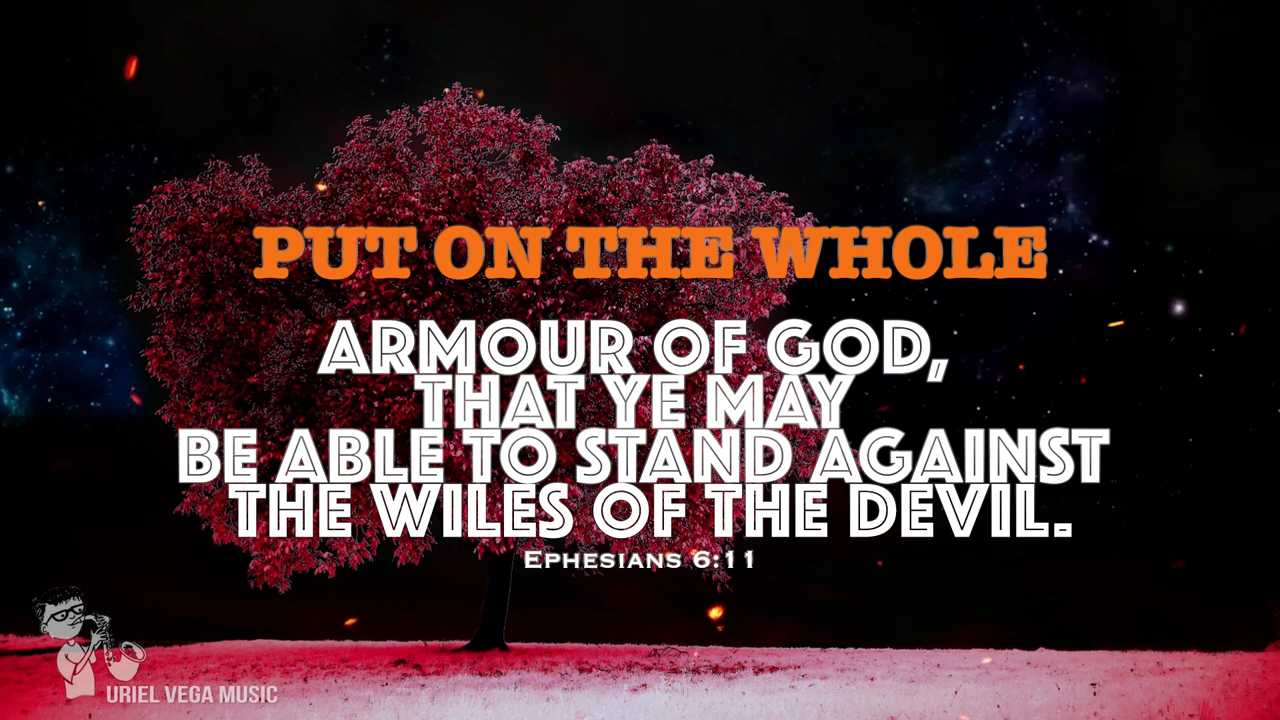 PUT ON THE WHOLE
ARMOUR OF GOD,
THAT YE MAY
BE ABLE TO STAND AGAINST
THE WILES OF THE DEVIL.
Ephesians 6:11
URIEL VEGA MUSIC